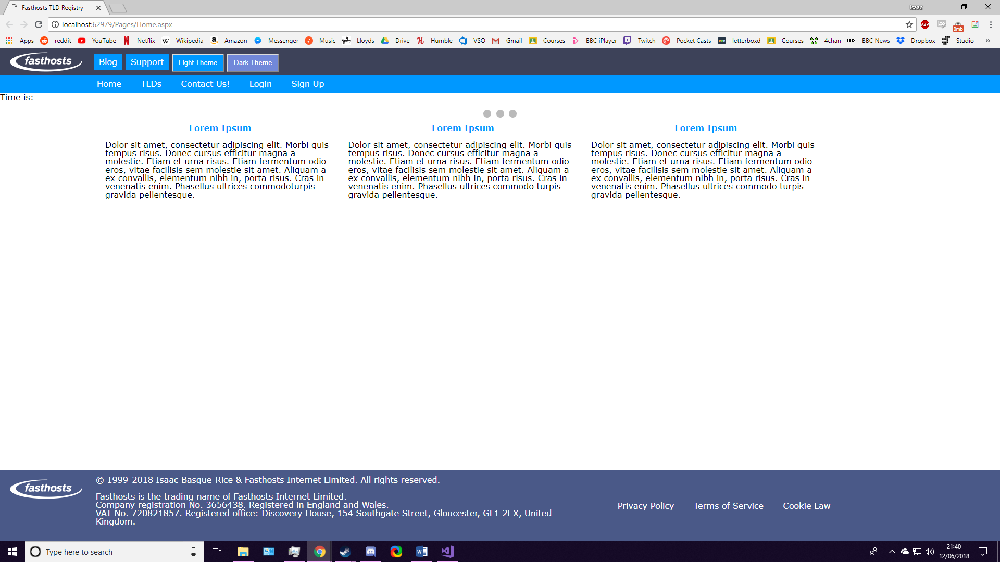 Fasthosts TLD Registry
Isaac
localhost:62979/Pages/Home.aspx
ABP
0mb
Apps reddit YouTube Netflix Wikipedia Amazon Messenger Music Lloyds Drive Humble VSO Gmail Courses BBC iPlayer Twitch Pocket Casts letterboxd Courses 4chan BBC News Dropbox Studio »
fasthosts Blog Support Light Theme Dark Theme
Home TLDs Contact Us! Login Sign Up
Time is:
Lorem Ipsum
Dolor sit amet, consectetur adipiscing elit. Morbi quis
tempus risus. Donec cursus efficitur magna a
molestie. Etiam et urna risus. Etiam fermentum odio
eros, vitae facilisis sem molestie sit amet. Aliquam a
ex convallis, elementum nibh in, porta risus. Cras in
venenatis enim. Phasellus ultrices commodoturpis
gravida pellentesque.
Lorem Ipsum
Dolor sit amet, consectetur adipiscing elit. Morbi quis
tempus risus. Donec cursus efficitur magna a
molestie. Etiam et urna risus. Etiam fermentum odio
eros, vitae facilisis sem molestie sit amet. Aliquam a
ex convallis, elementum nibh in, porta risus. Cras in
venenatis enim. Phasellus ultrices commodo turpis
gravida pellentesque.
Lorem Ipsum
Dolor sit amet, consectetur adipiscing elit. Morbi quis
tempus risus. Donec cursus efficitur magna a
molestie. Etiam et urna risus. Etiam fermentum odio
eros, vitae facilisis sem molestie sit amet. Aliquam a
ex convallis, elementum nibh in, porta risus. Cras in
venenatis enim. Phasellus ultrices commodo turpis
gravida pellentesque.
fasthosts
© 1999-2018 Isaac Basque-Rice & Fasthosts Internet Limited. All rights reserved.
Fasthosts is the trading name of Fasthosts Internet Limited.
Company registration No. 3656438. Registered in England and Wales.
VAT No. 720821857. Registered office: Discovery House, 154 Southgate Street, Gloucester, GL1 2EX, United
Kingdom.
Privacy Policy Terms of Service Cookie Law
Type here to search
21:40
12/06/2018